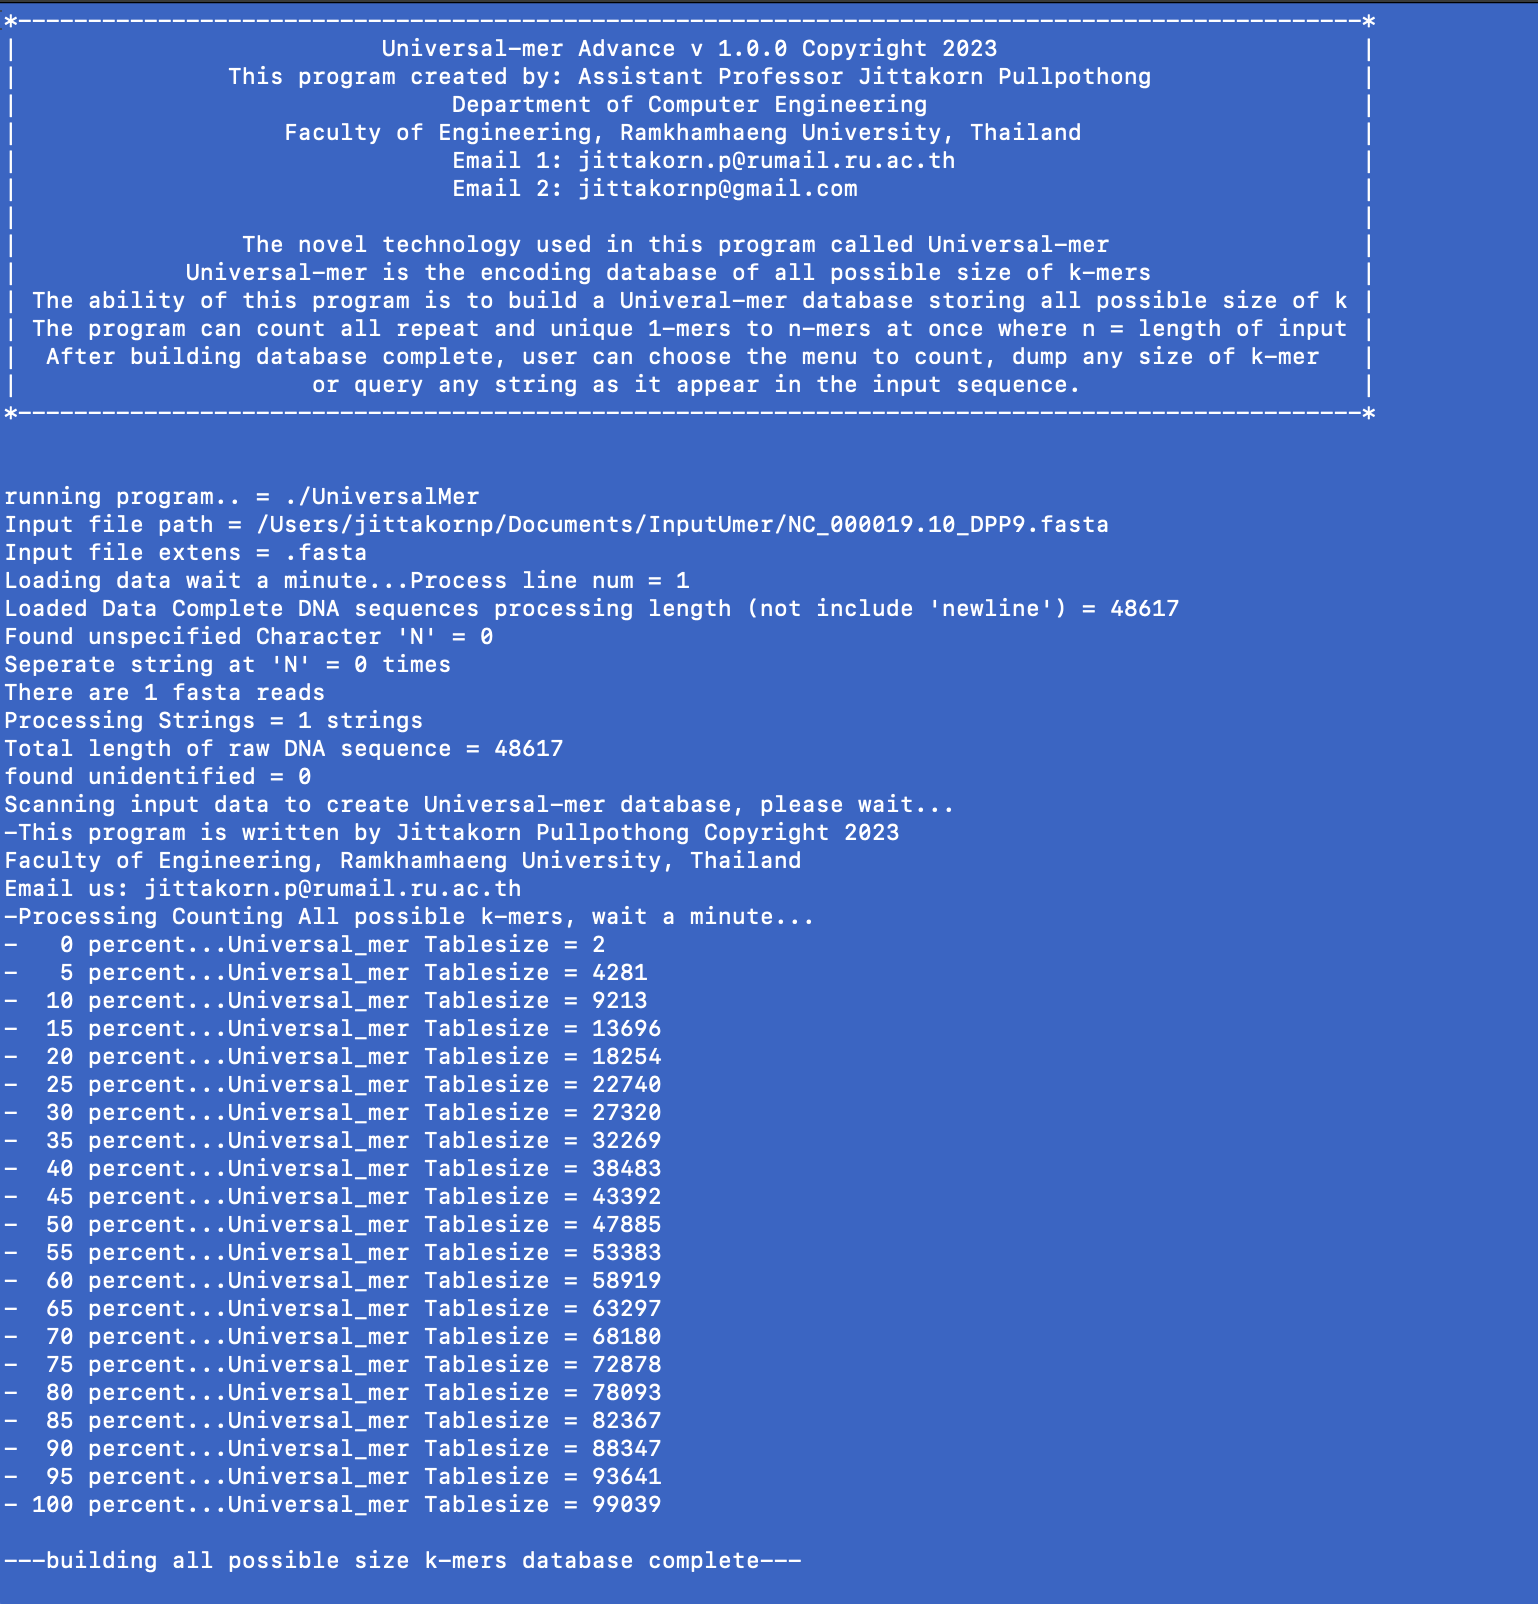 *------------------------------------------------------------------------------------------------*
| Universal-mer Advance v 1.0.0 Copyright 2023 |
| This program created by: Assistant Professor Jittakorn Pullpothong |
| Department of Computer Engineering |
| Faculty of Engineering, Ramkhamhaeng University, Thailand |
| Email 1: jittakorn.p@rumail.ru.ac.th |
| Email 2: jittakornp@gmail.com |
| |
| The novel technology used in this program called Universal-mer |
| Universal-mer is the encoding database of all possible size of k-mers |
| The ability of this program is to build a Univeral-mer database storing all possible size of k |
| The program can count all repeat and unique 1-mers to n-mers at once where n = length of input |
| After building database complete, user can choose the menu to count, dump any size of k-mer |
| or query any string as it appear in the input sequence. |
*------------------------------------------------------------------------------------------------*
running program.. = ./UniversalMer
Input file path = /Users/jittakornp/Documents/InputUmer/NC_000019.10_DPP9.fasta
Input file extens = .fasta
Loading data wait a minute...Process line num = 1
Loaded Data Complete DNA sequences processing length (not include 'newline') = 48617
Found unspecified Character 'N' = 0
Seperate string at 'N' = 0 times
There are 1 fasta reads
Processing Strings = 1 strings
Total length of raw DNA sequence = 48617
found unidentified = 0
Scanning input data to create Universal-mer database, please wait...
-This program is written by Jittakorn Pullpothong Copyright 2023
Faculty of Engineering, Ramkhamhaeng University, Thailand
Email us: jittakorn.p@rumail.ru.ac.th
-Processing Counting All possible k-mers, wait a minute...
-   0 percent...Universal_mer Tablesize = 2
-   5 percent...Universal_mer Tablesize = 4281
-  10 percent...Universal_mer Tablesize = 9213
-  15 percent...Universal_mer Tablesize = 13696
-  20 percent...Universal_mer Tablesize = 18254
-  25 percent...Universal_mer Tablesize = 22740
-  30 percent...Universal_mer Tablesize = 27320
-  35 percent...Universal_mer Tablesize = 32269
-  40 percent...Universal_mer Tablesize = 38483
-  45 percent...Universal_mer Tablesize = 43392
-  50 percent...Universal_mer Tablesize = 47885
-  55 percent...Universal_mer Tablesize = 53383
-  60 percent...Universal_mer Tablesize = 58919
-  65 percent...Universal_mer Tablesize = 63297
-  70 percent...Universal_mer Tablesize = 68180
-  75 percent...Universal_mer Tablesize = 72878
-  80 percent...Universal_mer Tablesize = 78093
-  85 percent...Universal_mer Tablesize = 82367
-  90 percent...Universal_mer Tablesize = 88347
-  95 percent...Universal_mer Tablesize = 93641
- 100 percent...Universal_mer Tablesize = 99039
---building all possible size k-mers database complete---